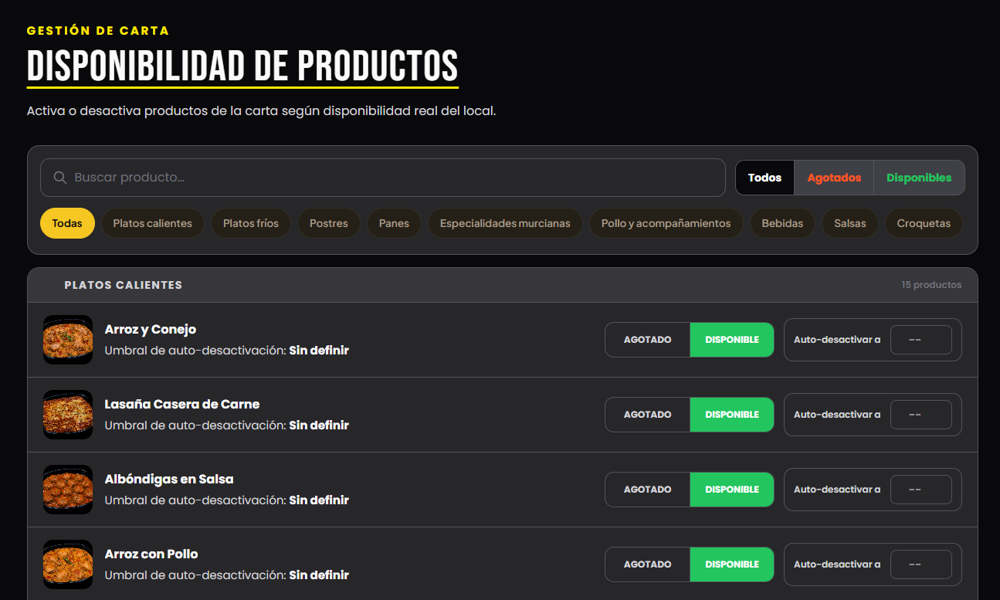 GESTIÓN DE CARTA
DISPONIBILIDAD DE PRODUCTOS
Activa o desactiva productos de la carta según disponibilidad real del local.
Buscar producto...
Todos Agotados Disponibles
Todas Platos calientes Platos fríos Postres Panes Especialidades murcianas Pollo y acompañamientos Bebidas Salsas Croquetas
PLATOS CALIENTES 15 productos
Arroz y Conejo
Umbral de auto-desactivación: Sin definir
AGOTADO DISPONIBLE Auto-desactivar a --
Lasaña Casera de Carne
Umbral de auto-desactivación: Sin definir
AGOTADO DISPONIBLE Auto-desactivar a --
Albóndigas en Salsa
Umbral de auto-desactivación: Sin definir
AGOTADO DISPONIBLE Auto-desactivar a --
Arroz con Pollo
Umbral de auto-desactivación: Sin definir
AGOTADO DISPONIBLE Auto-desactivar a --